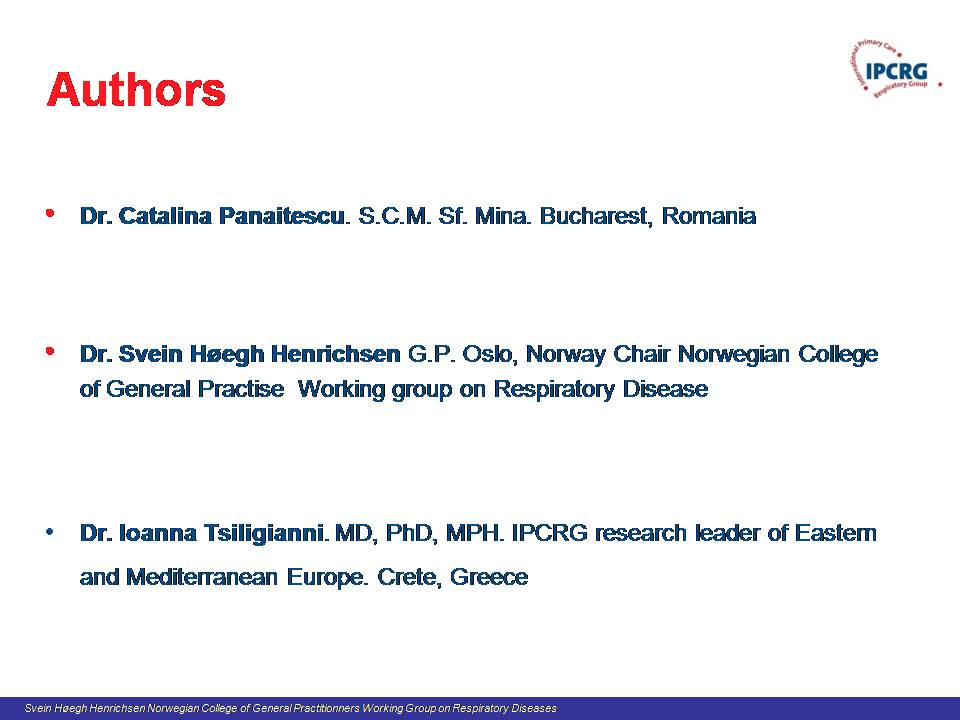 Authors
International Primary Care
IPCRG
Respiratory Group
• Dr. Catalina Panaitescu. S.C.M. Sf. Mina. Bucharest, Romania
• Dr. Svein Høegh Henrichsen G.P. Oslo, Norway Chair Norwegian College
of General Practise  Working group on Respiratory Disease
• Dr. Ioanna Tsiligianni. MD, PhD, MPH. IPCRG research leader of Eastern
and Mediterranean Europe. Crete, Greece
Svein Høegh Henrichsen Norwegian College of General Practitionners Working Group on Respiratory Diseases